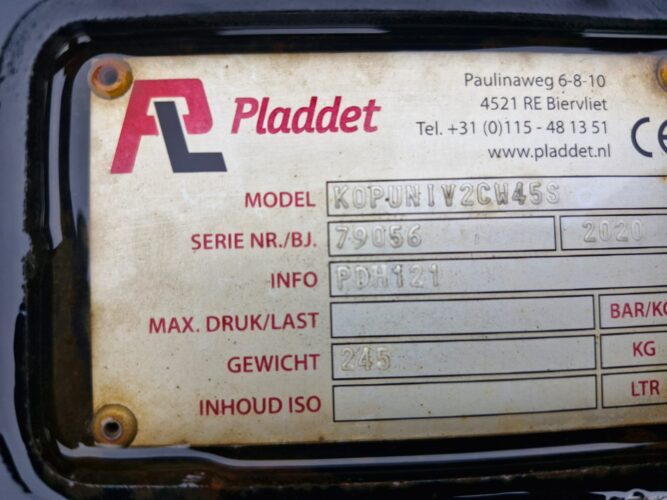 PL Pladdet
Paulinaweg 6-8-10
4521 RE Biervliet
Tel. +31 (0)115 - 48 13 51
www.pladdet.nl
CE
MODEL KOPUNIV2CW45S
SERIE NR./BJ. 79056 2020
INFO PDH121
MAX. DRUK/LAST BAR/KG
GEWICHT 245 KG
INHOUD ISO LTR